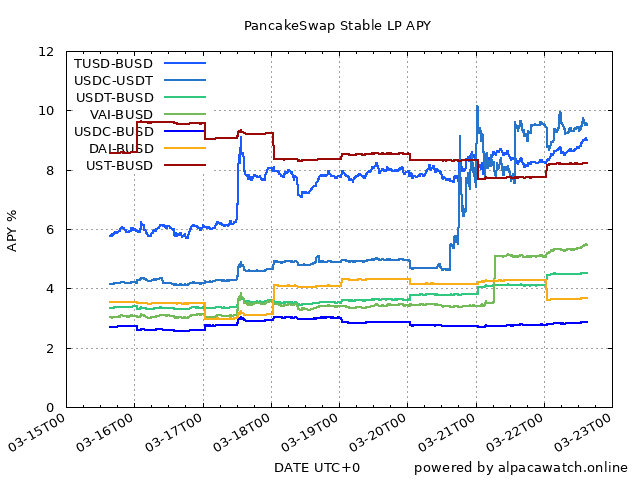 PancakeSwap Stable LP APY
12
10
8
6
4
2
0
APY %
TUSD-BUSD
USDC-USDT
USDT-BUSD
VAI-BUSD
USDC-BUSD
DAI-BUSD
UST-BUSD
03-15T00
03-16T00
03-17T00
03-18T00
03-19T00
03-20T00
03-21T00
03-22T00
03-23T00
DATE UTC+0
powered by alpacawatch.online